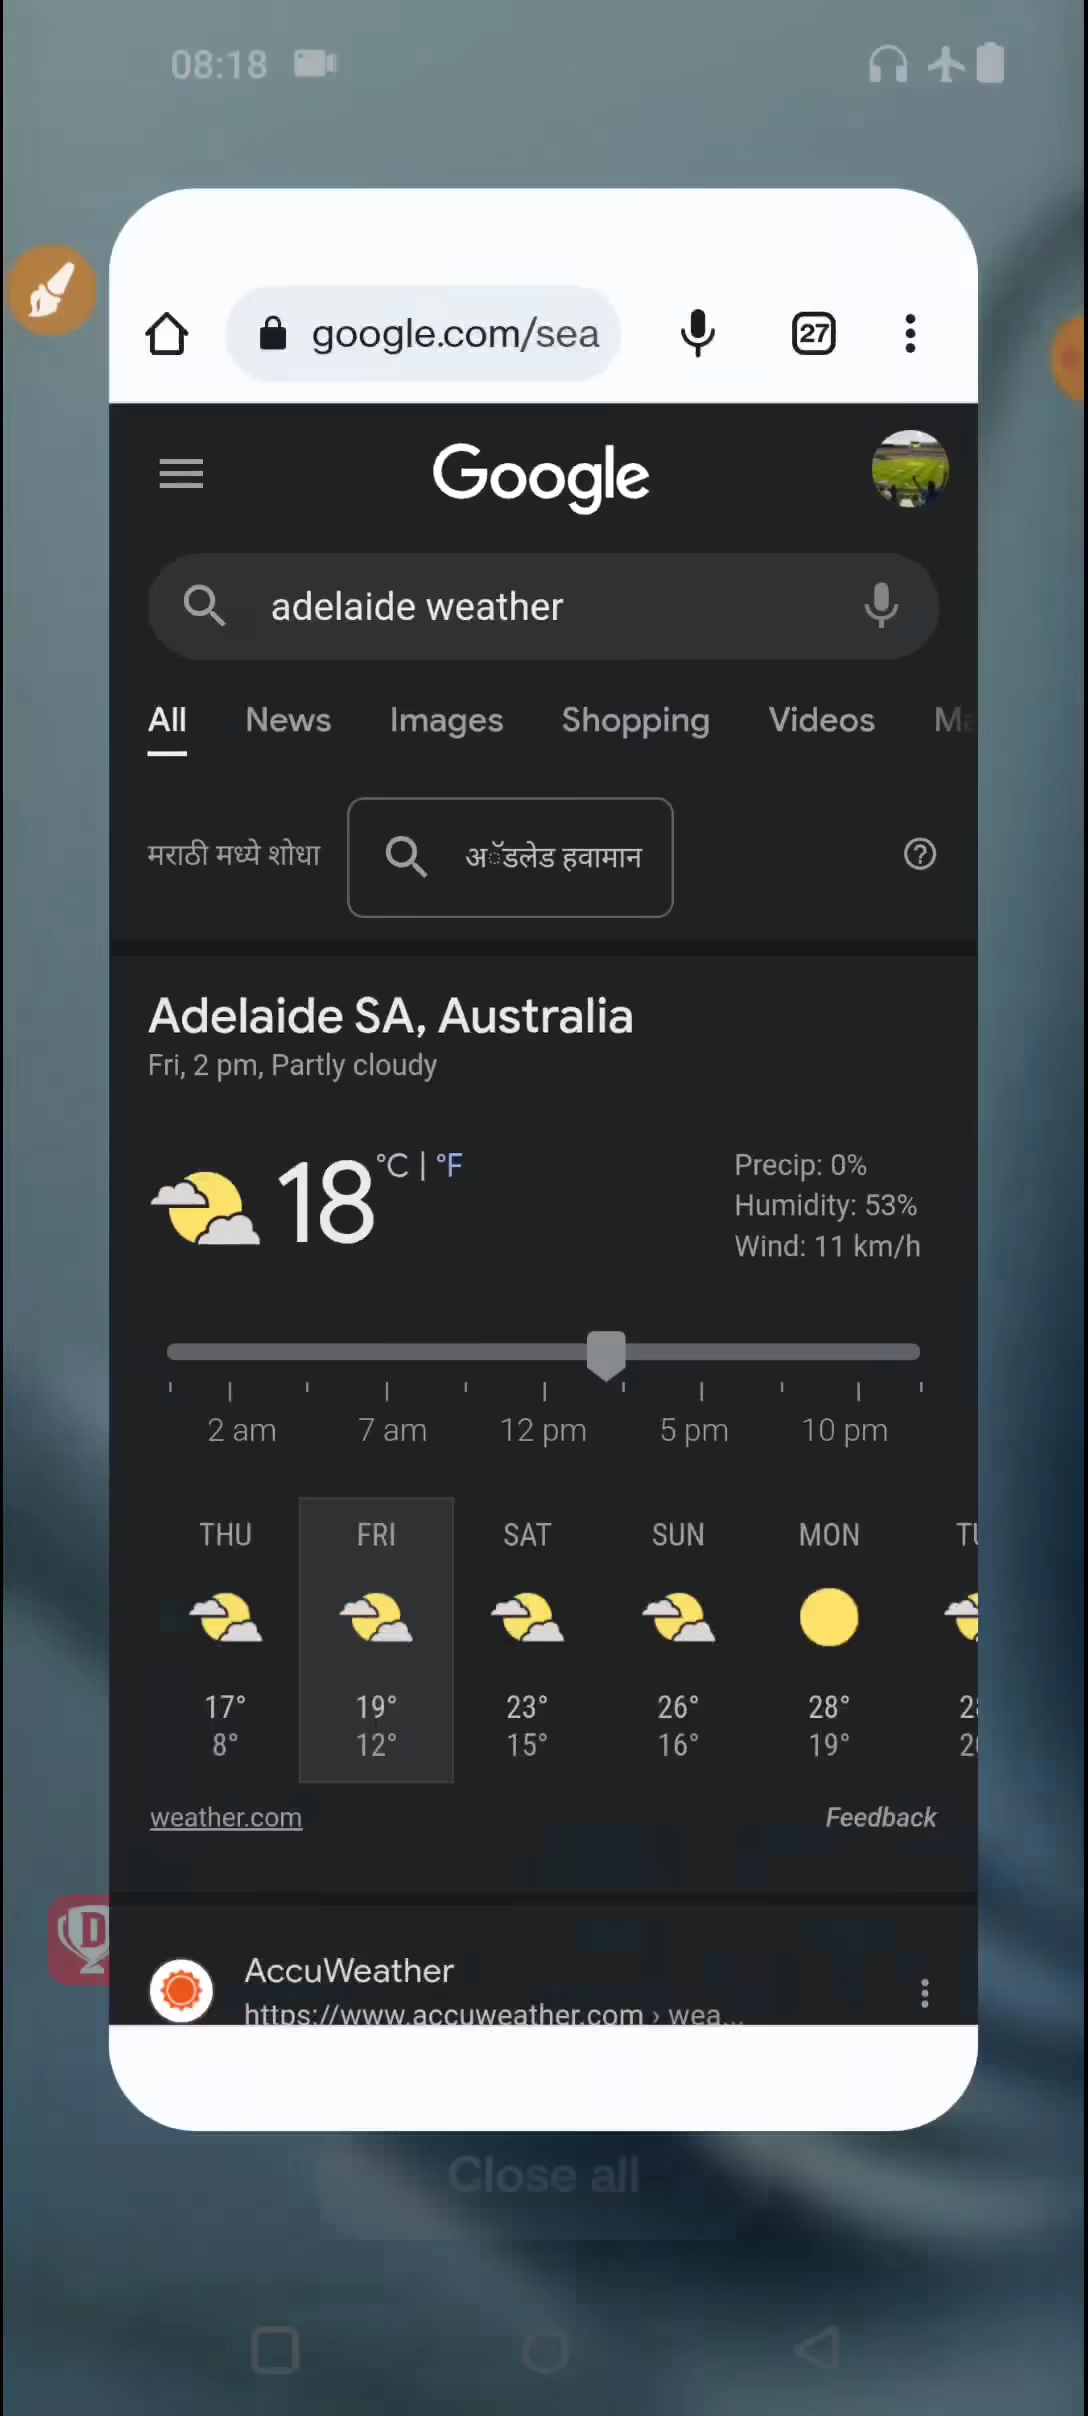 08:18
google.com/sea
27
Google
adelaide weather
All News Images Shopping Videos
मराठी मध्ये शोधा
अॅडलेड हवामान
Adelaide SA, Australia
Fri, 2 pm, Partly cloudy
18 °C | °F
Precip: 0%
Humidity: 53%
Wind: 11 km/h
2 am 7 am 12 pm 5 pm 10 pm
THU FRI SAT SUN MON
17° 19° 23° 26° 28°
8° 12° 15° 16° 19°
weather.com Feedback
D
AccuWeather
https://www.accuweather.com › wea...
Close all